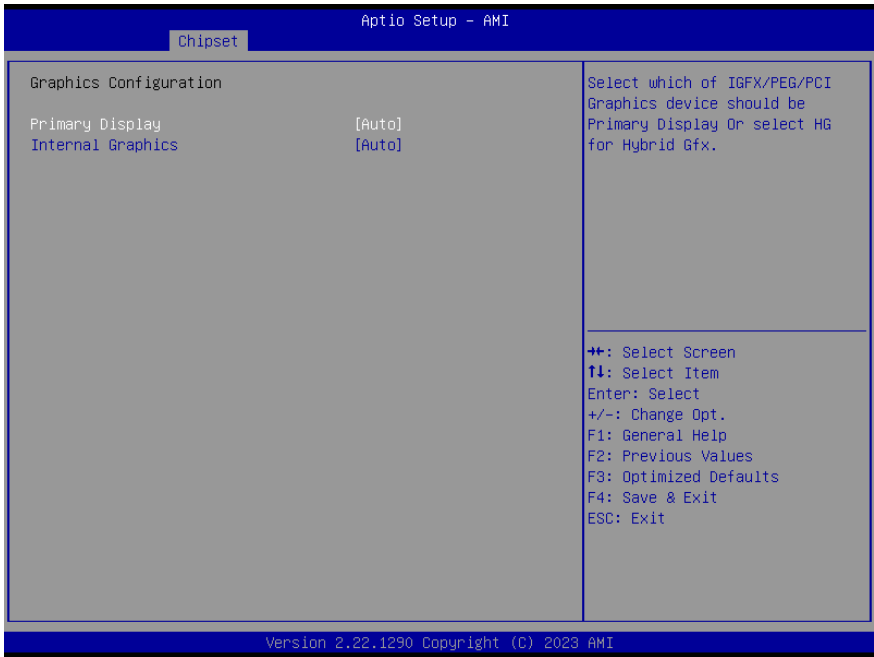 Aptio Setup – AMI
Chipset
Graphics Configuration
Primary Display [Auto]
Internal Graphics [Auto]
Select which of IGFX/PEG/PCI
Graphics device should be
Primary Display Or select HG
for Hybrid Gfx.
→←: Select Screen
↑↓: Select Item
Enter: Select
+/-: Change Opt.
F1: General Help
F2: Previous Values
F3: Optimized Defaults
F4: Save & Exit
ESC: Exit
Version 2.22.1290 Copyright (C) 2023 AMI